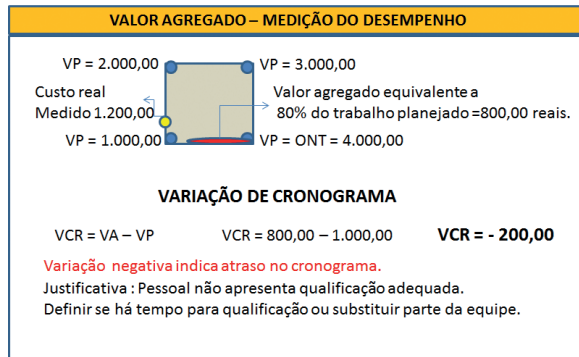 VALOR AGREGADO – MEDIÇÃO DO DESEMPENHO
VP = 2.000,00
VP = 3.000,00
Custo real
Medido 1.200,00
Valor agregado equivalente a
80% do trabalho planejado =800,00 reais.
VP = 1.000,00
VP = ONT = 4.000,00
VARIAÇÃO DE CRONOGRAMA
VCR = VA – VP VCR = 800,00 – 1.000,00 VCR = - 200,00
Variação negativa indica atraso no cronograma.
Justificativa : Pessoal não apresenta qualificação adequada.
Definir se há tempo para qualificação ou substituir parte da equipe.